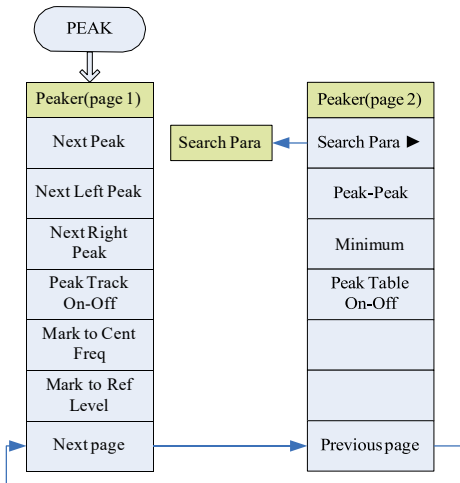 PEAK
Peaker(page 1)
Next Peak
Next Left Peak
Next Right
Peak
Peak Track
On-Off
Mark to Cent
Freq
Mark to Ref
Level
Next page
Search Para
Peaker(page 2)
Search Para ►
Peak-Peak
Minimum
Peak Table
On-Off
Previous page